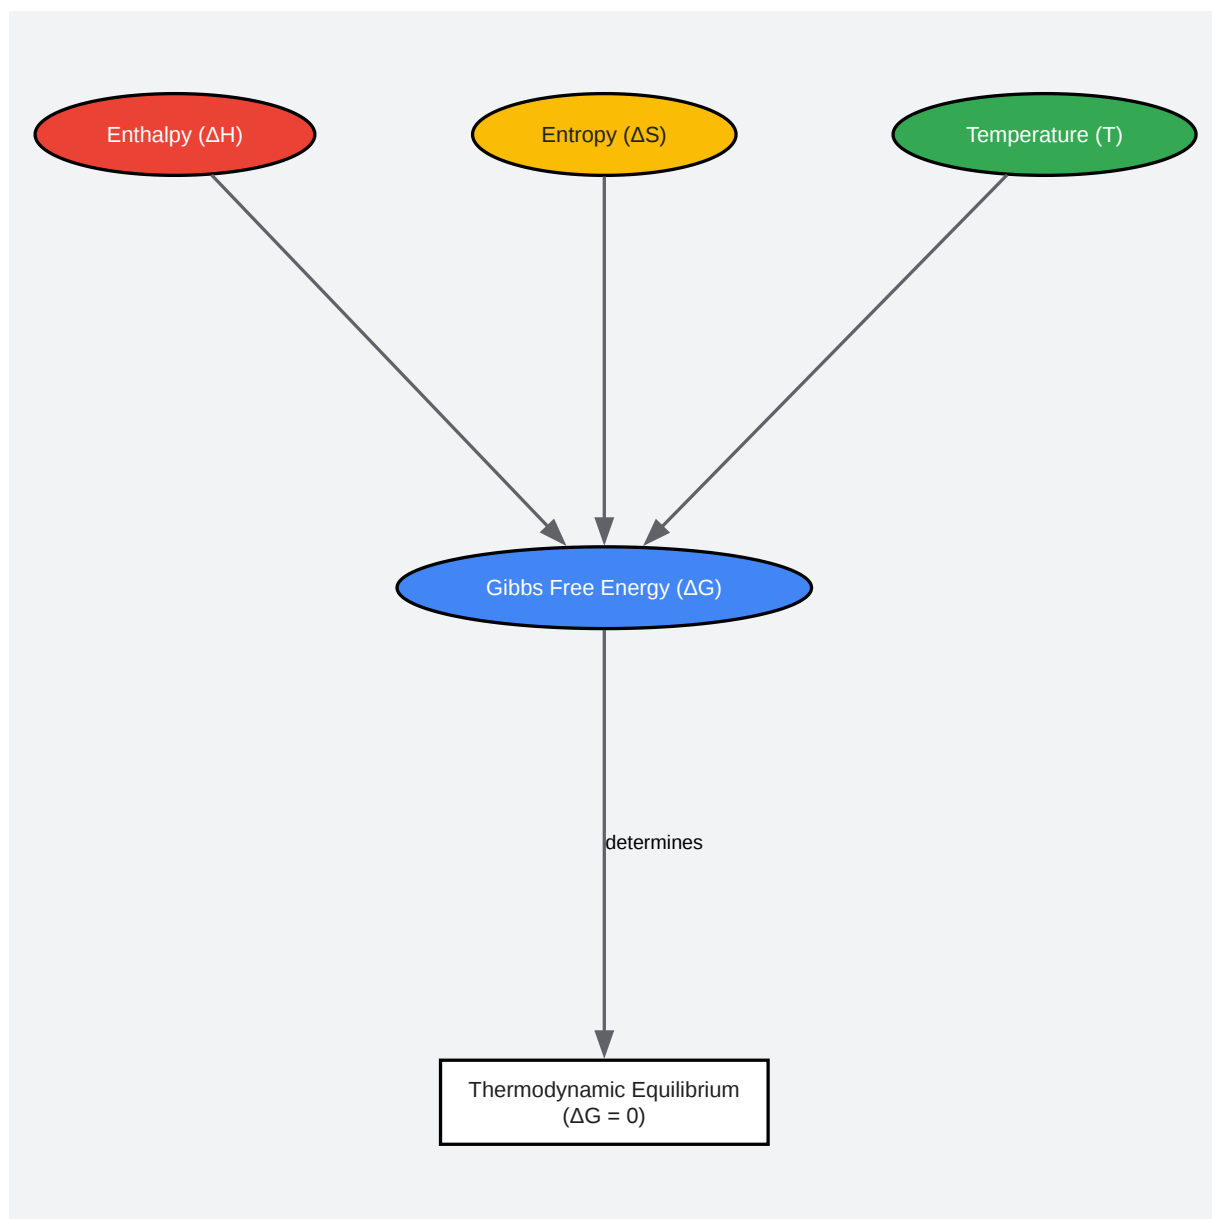 Enthalpy (ΔH)
Entropy (ΔS)
Temperature (T)
Gibbs Free Energy (ΔG)
determines
Thermodynamic Equilibrium
(ΔG = 0)